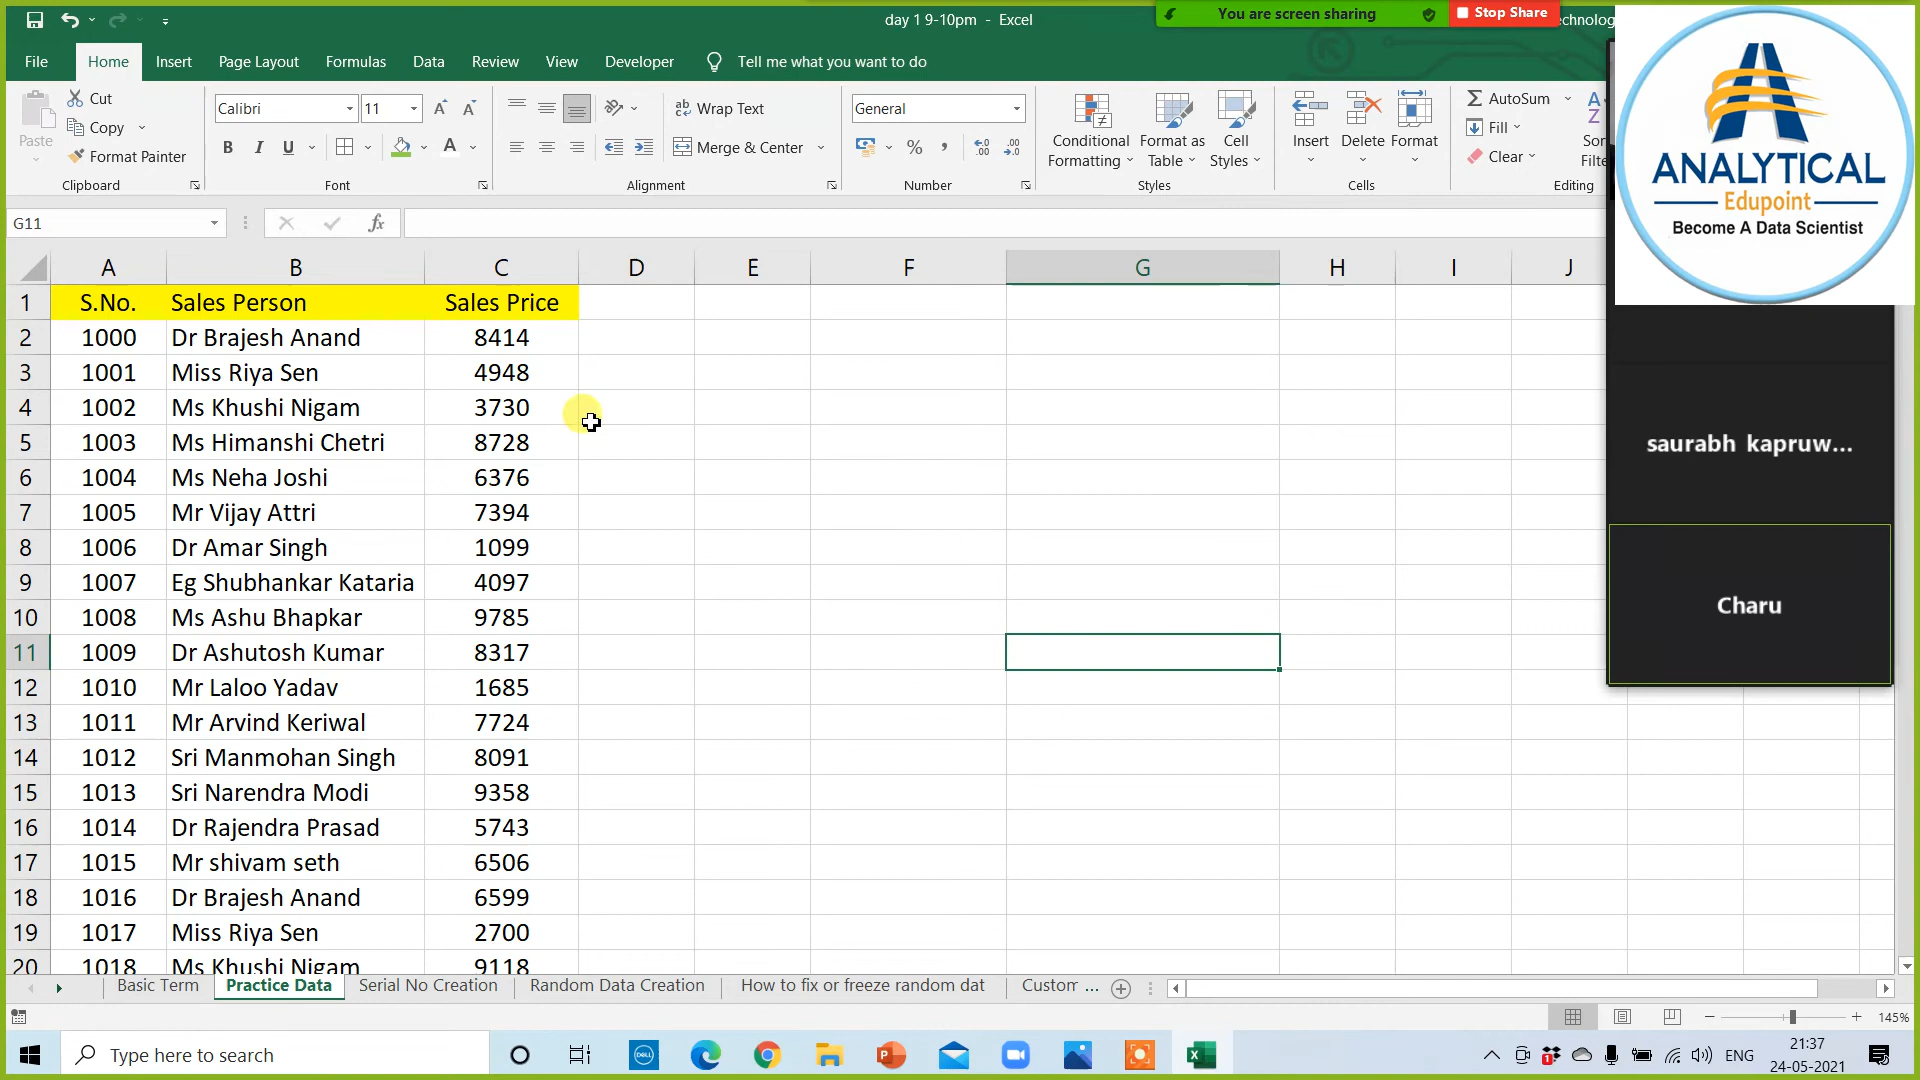 day 1 9-10pm - Excel
You are screen sharing
Stop Share
File Home Insert Page Layout Formulas Data Review View Developer Tell me what you want to do
Paste
Cut
Copy
Format Painter
Clipboard
Calibri 11
B I U A
Font
Wrap Text
Merge & Center
Alignment
General
%
Number
Conditional Formatting
Format as Table
Cell Styles
Styles
Insert Delete Format
Cells
AutoSum
Fill
Clear
Editing
ANALYTICAL
Edupoint
Become A Data Scientist
G11 fx
A B C D E F G H I J
1 S.No. Sales Person Sales Price
2 1000 Dr Brajesh Anand 8414
3 1001 Miss Riya Sen 4948
4 1002 Ms Khushi Nigam 3730
5 1003 Ms Himanshi Chetri 8728
6 1004 Ms Neha Joshi 6376
7 1005 Mr Vijay Attri 7394
8 1006 Dr Amar Singh 1099
9 1007 Eg Shubhankar Kataria 4097
10 1008 Ms Ashu Bhapkar 9785
11 1009 Dr Ashutosh Kumar 8317
12 1010 Mr Laloo Yadav 1685
13 1011 Mr Arvind Keriwal 7724
14 1012 Sri Manmohan Singh 8091
15 1013 Sri Narendra Modi 9358
16 1014 Dr Rajendra Prasad 5743
17 1015 Mr shivam seth 6506
18 1016 Dr Brajesh Anand 6599
19 1017 Miss Riya Sen 2700
20 1018 Ms Khushi Nigam 9118
saurabh kapruw...
Charu
Basic Term Practice Data Serial No Creation Random Data Creation How to fix or freeze random dat Custom ...
145%
Type here to search
ENG
21:37
24-05-2021